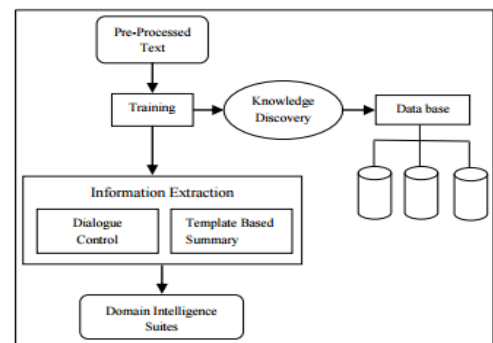 Pre-Processed
Text
Training
Knowledge
Discovery
Data base
Information Extraction
Dialogue
Control
Template Based
Summary
Domain Intelligence
Suites